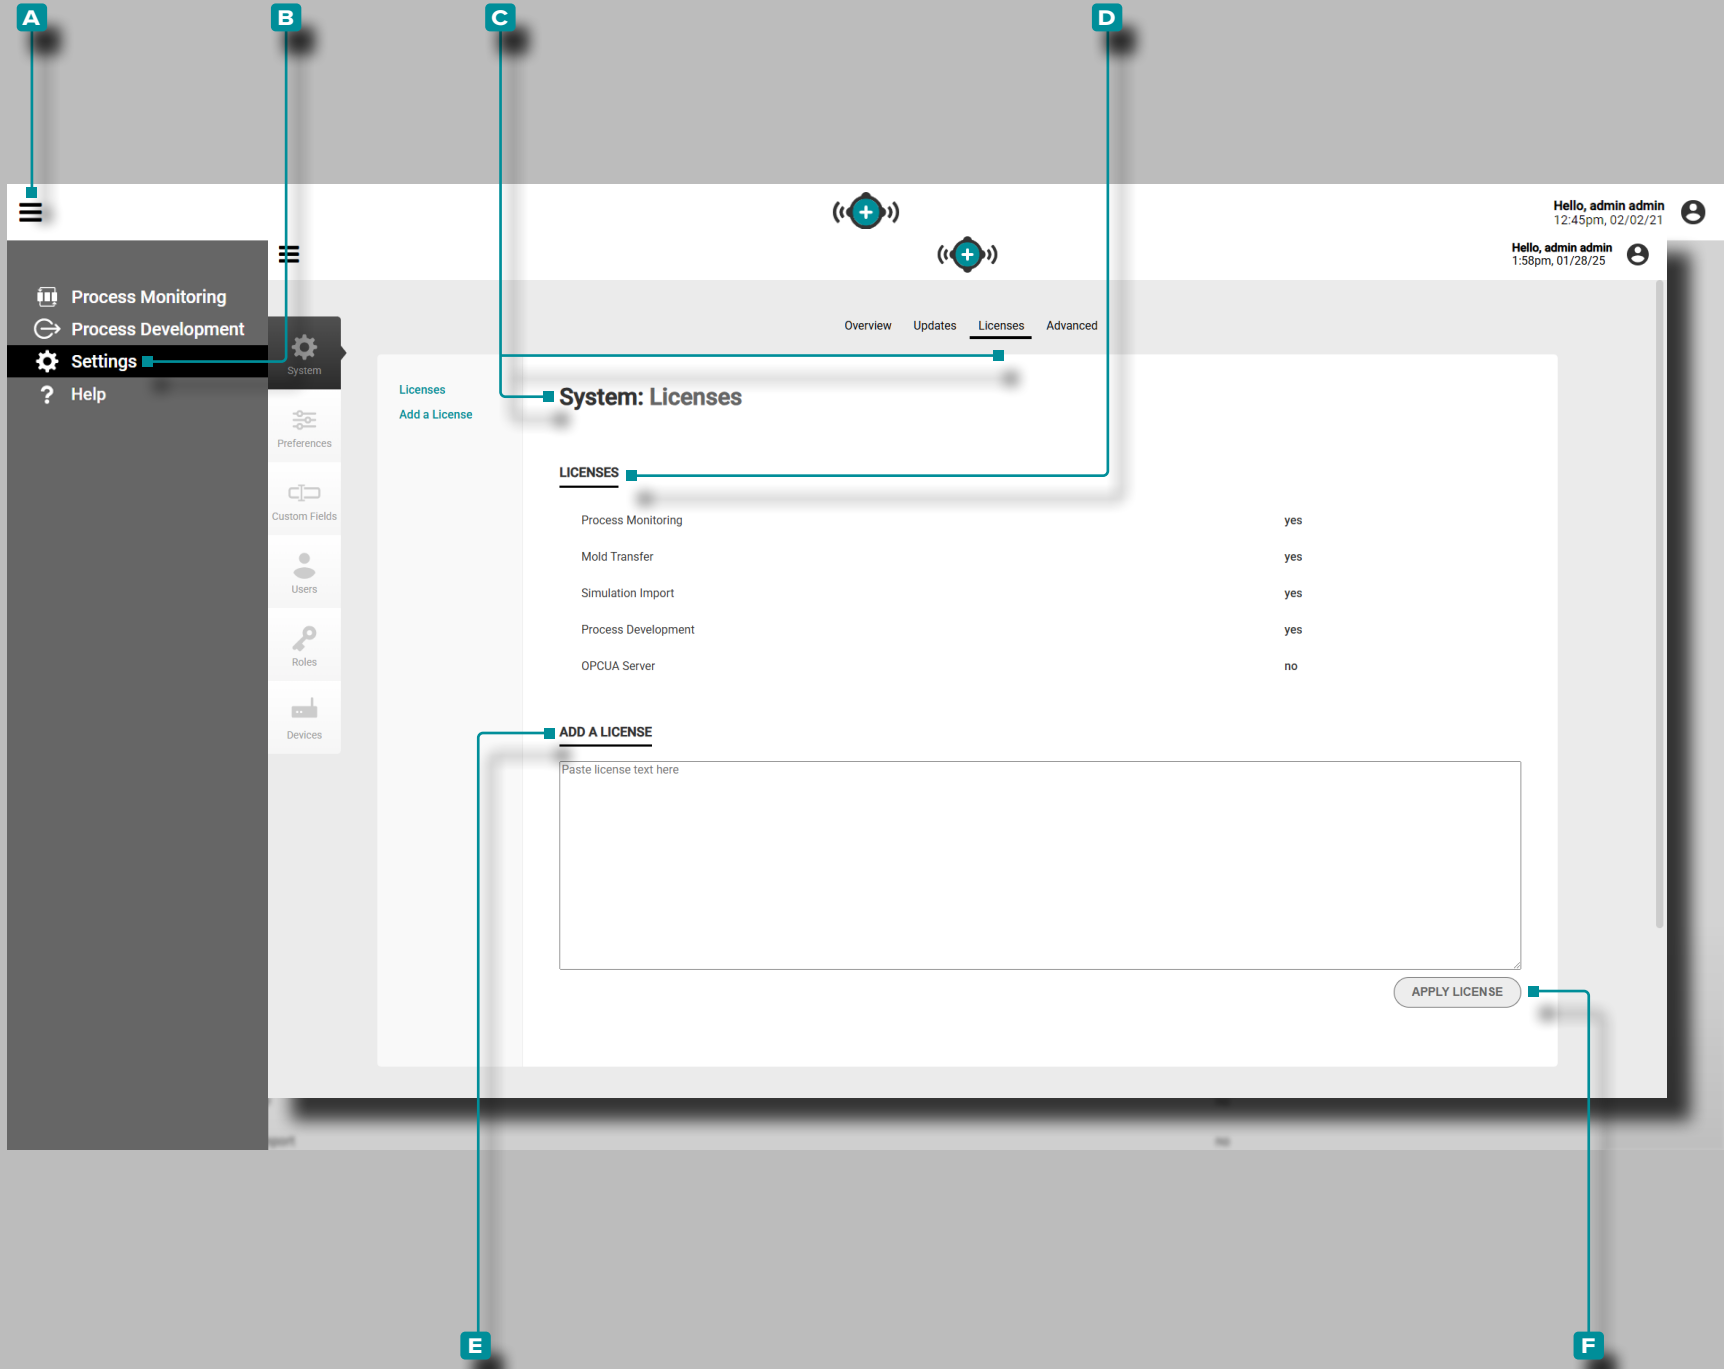 A
B
C
D
Hello, admin admin
12:45pm, 02/02/21
Hello, admin admin
1:58pm, 01/28/25
Process Monitoring
Process Development
Settings
Help
System
Preferences
Custom Fields
Users
Roles
Devices
Overview
Updates
Licenses
Advanced
Licenses
Add a License
System: Licenses
LICENSES
Process Monitoring yes
Mold Transfer yes
Simulation Import yes
Process Development yes
OPCUA Server no
ADD A LICENSE
Paste license text here
APPLY LICENSE
no
E
F